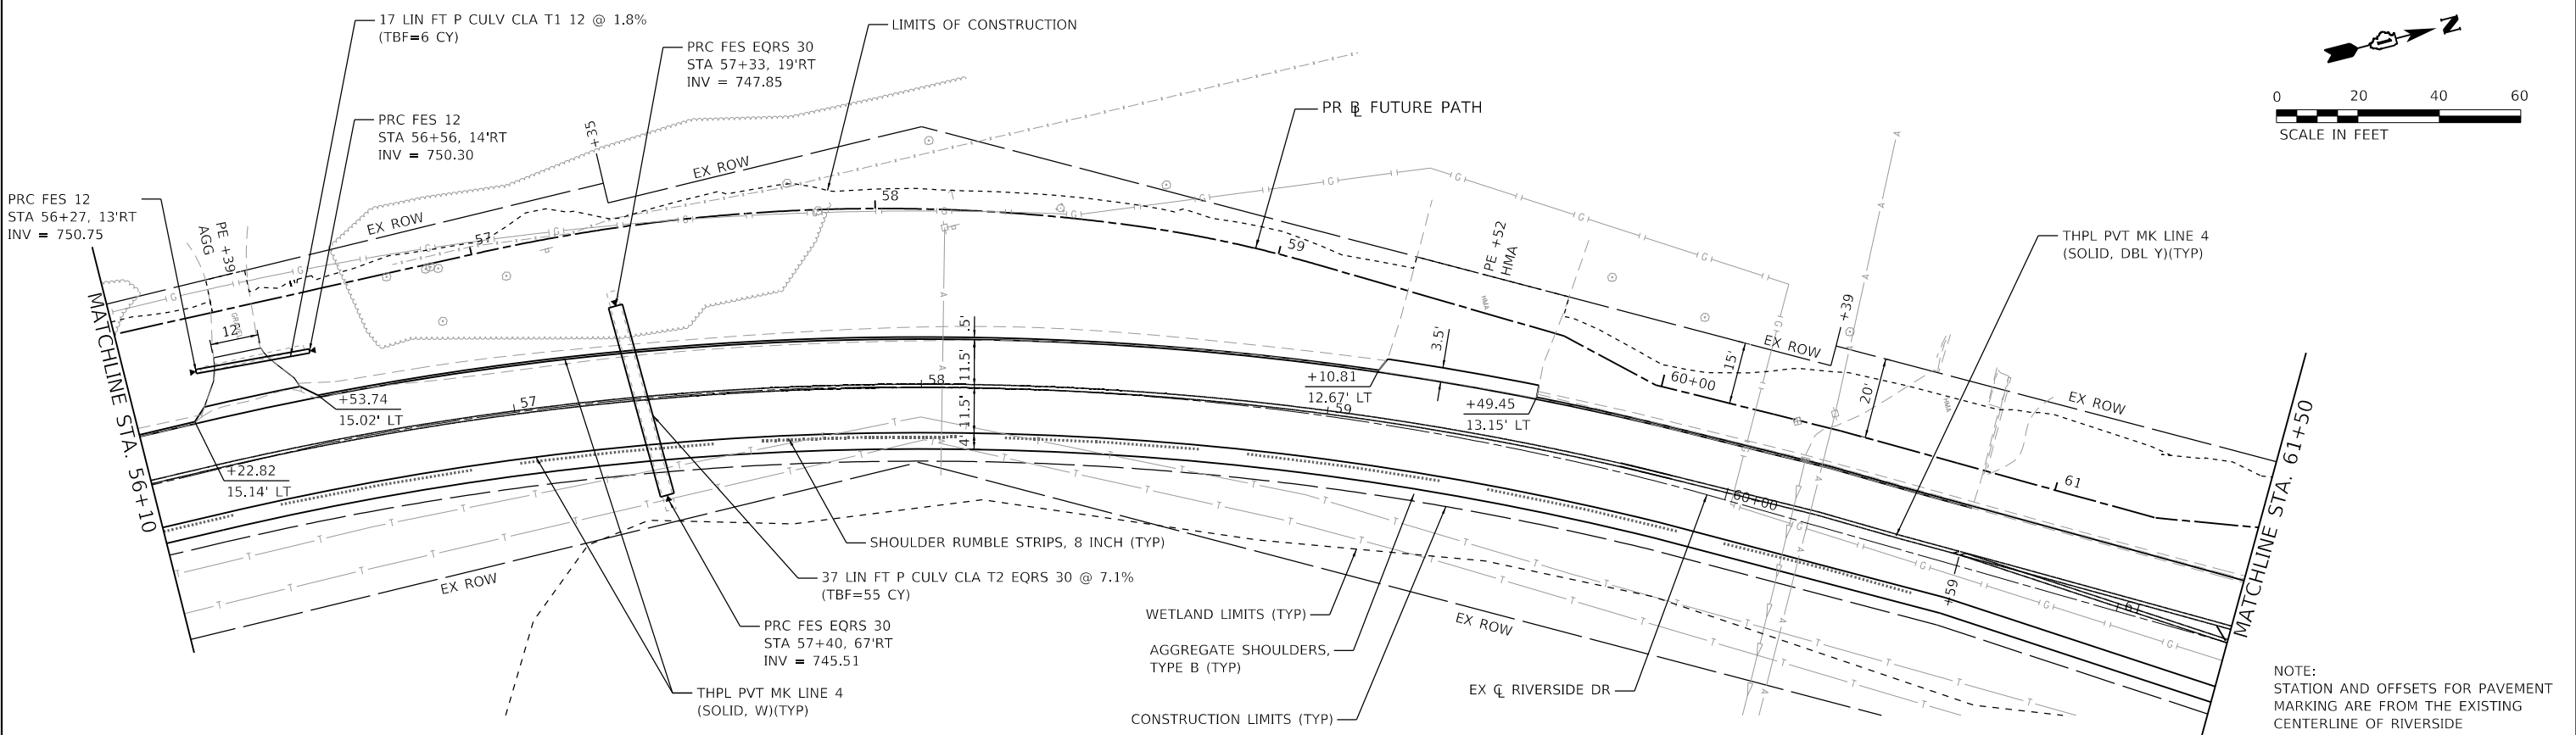 17 LIN FT P CULV CLA T1 12 @ 1.8%
(TBF=6 CY)
PRC FES EQRS 30
STA 57+33, 19'RT
INV = 747.85
LIMITS OF CONSTRUCTION
N
0 20 40 60
SCALE IN FEET
PRC FES 12
STA 56+56, 14'RT
INV = 750.30
+35
EX ROW
PR BL FUTURE PATH
PRC FES 12
STA 56+27, 13'RT
INV = 750.75
PE +39
AGG
EX ROW
57
58
59
PE +52
HMA
THPL PVT MK LINE 4
(SOLID, DBL Y)(TYP)
MATCHLINE STA. 56+10
12'
.5'
11.5'
11.5'
4'
3.5'
15'
EX ROW
+39
20'
60+00
EX ROW
61
HMA
HMA
+53.74
15.02' LT
+22.82
15.14' LT
57
58
59
+10.81
12.67' LT
+49.45
13.15' LT
60+00
61
+59
MATCHLINE STA. 61+50
EX ROW
SHOULDER RUMBLE STRIPS, 8 INCH (TYP)
37 LIN FT P CULV CLA T2 EQRS 30 @ 7.1%
(TBF=55 CY)
PRC FES EQRS 30
STA 57+40, 67'RT
INV = 745.51
THPL PVT MK LINE 4
(SOLID, W)(TYP)
WETLAND LIMITS (TYP)
AGGREGATE SHOULDERS,
TYPE B (TYP)
CONSTRUCTION LIMITS (TYP)
EX ROW
EX CL RIVERSIDE DR
NOTE:
STATION AND OFFSETS FOR PAVEMENT
MARKING ARE FROM THE EXISTING
CENTERLINE OF RIVERSIDE